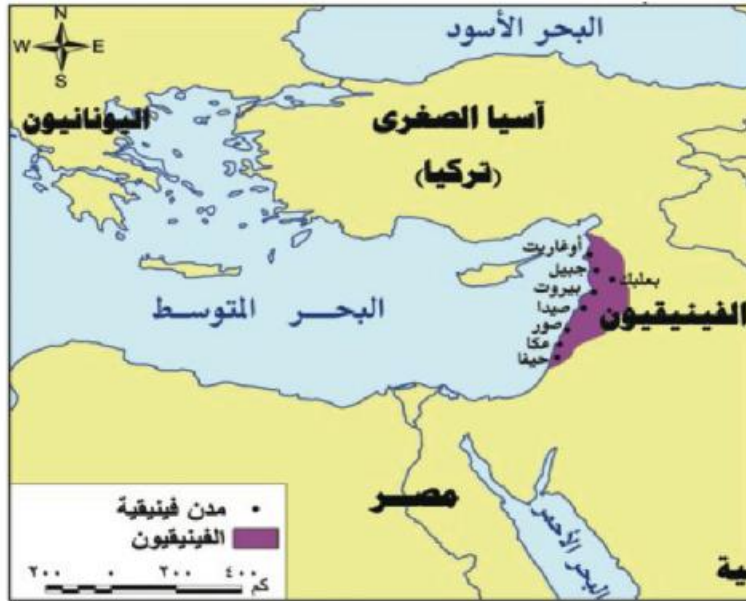 N
W E
S
البحر الأسود
اليونانيون
آسيا الصغرى
(تركيا)
أوغاريت
جبيل
بعلبك
بيروت
صيدا
صور
عكا
حيفا
الفينيقيون
البحر المتوسط
مصر
البحر الأحمر
مدن فينيقية
الفينيقيون
٢٠٠ ٠ ٢٠٠ ٤٠٠ كم